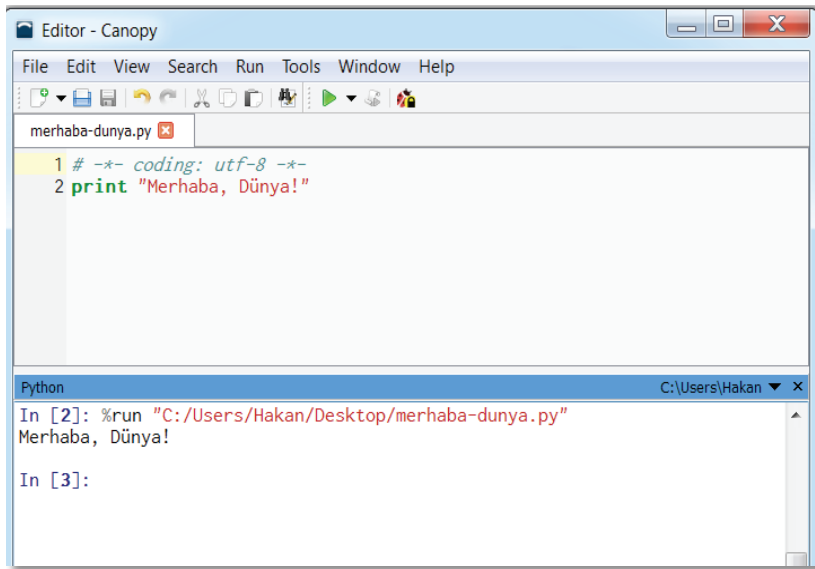 Editor - Canopy
File Edit View Search Run Tools Window Help
merhaba-dunya.py
1 # -*- coding: utf-8 -*-
2 print "Merhaba, Dünya!"
Python C:\Users\Hakan
In [2]: %run "C:/Users/Hakan/Desktop/merhaba-dunya.py"
Merhaba, Dünya!
In [3]: